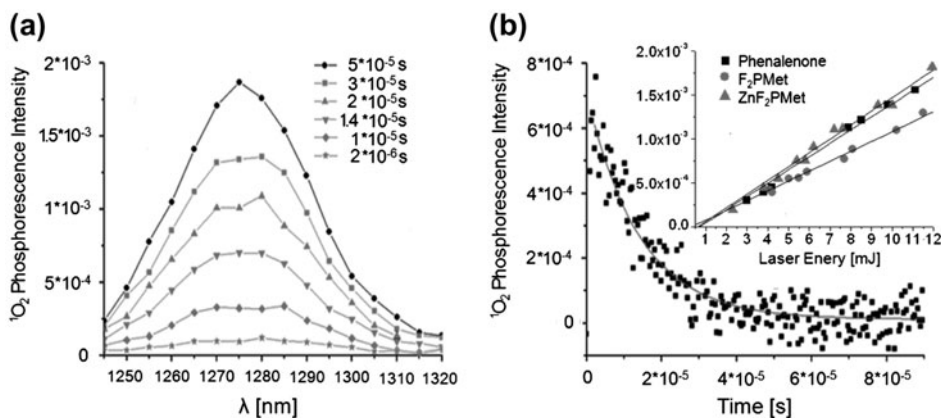 (a)
2*10⁻³
1.5*10⁻³
1*10⁻³
5*10⁻⁴
0
¹O₂ Phosphorescence Intensity
5*10⁻⁵ s
3*10⁻⁵ s
2 *10⁻⁵ s
1.4 *10⁻⁵ s
1 *10⁻⁵ s
2*10⁻⁶ s
1250 1260 1270 1280 1290 1300 1310 1320
λ [nm]
(b)
8*10⁻⁴
6*10⁻⁴
4*10⁻⁴
2*10⁻⁴
0
¹O₂ Phosphorescence Intensity
0 2*10⁻⁵ 4*10⁻⁵ 6*10⁻⁵ 8*10⁻⁵
Time [s]
2.0x10⁻³
1.5x10⁻³
1.0x10⁻³
5.0x10⁻⁴
0.0
Phenalenone
F₂PMet
ZnF₂PMet
1 2 3 4 5 6 7 8 9 10 11 12
Laser Enery [mJ]